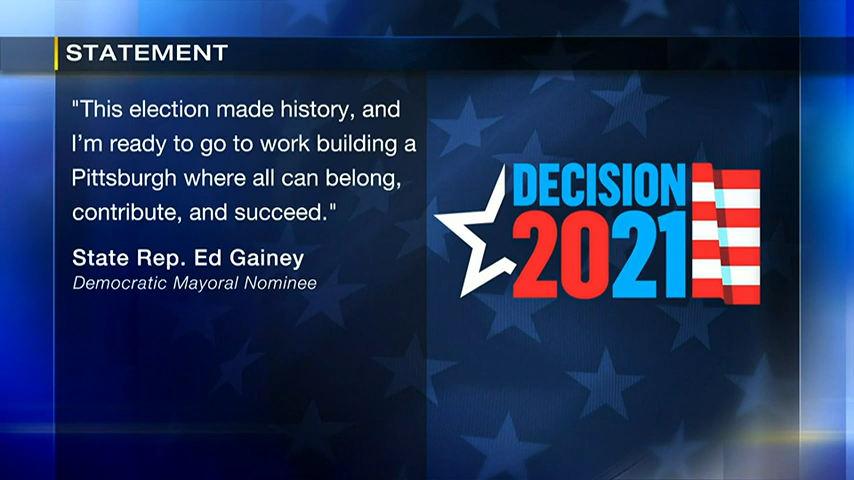 STATEMENT
"This election made history, and
I'm ready to go to work building a
Pittsburgh where all can belong,
contribute, and succeed."
State Rep. Ed Gainey
Democratic Mayoral Nominee
DECISION
2021